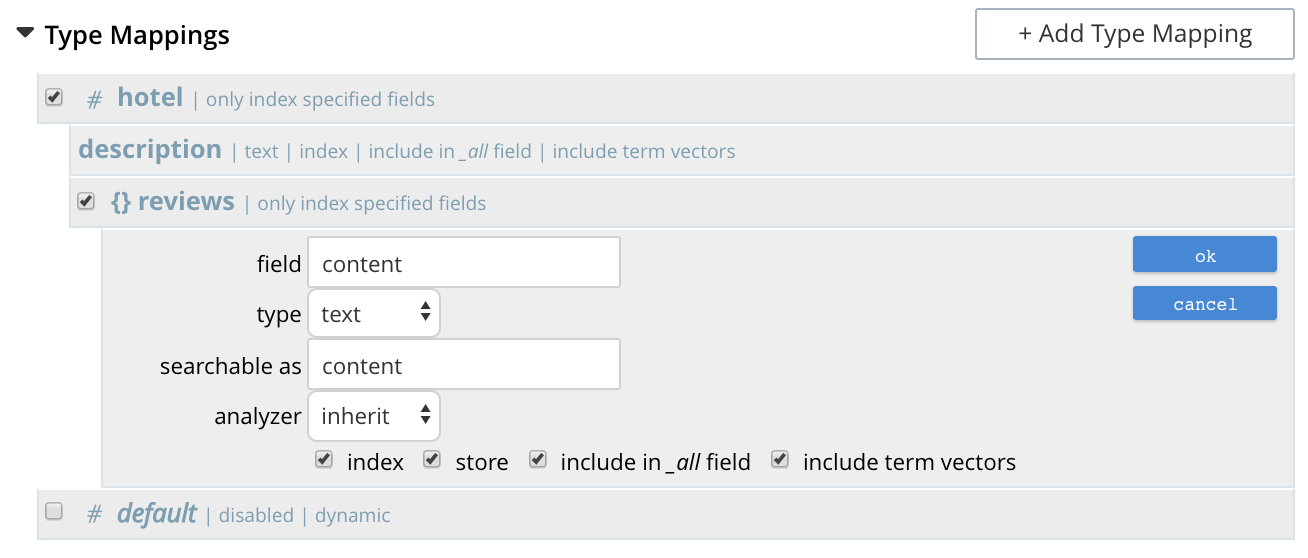 Type Mappings
+ Add Type Mapping
# hotel | only index specified fields
description | text | index | include in _all field | include term vectors
{} reviews | only index specified fields
field content
ok
type text
cancel
searchable as content
analyzer inherit
index store include in _all field include term vectors
# default | disabled | dynamic